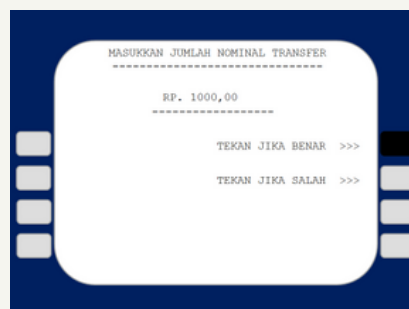 MASUKKAN JUMLAH NOMINAL TRANSFER
------------------------------
RP. 1000,00
------------------
TEKAN JIKA BENAR >>>
TEKAN JIKA SALAH >>>